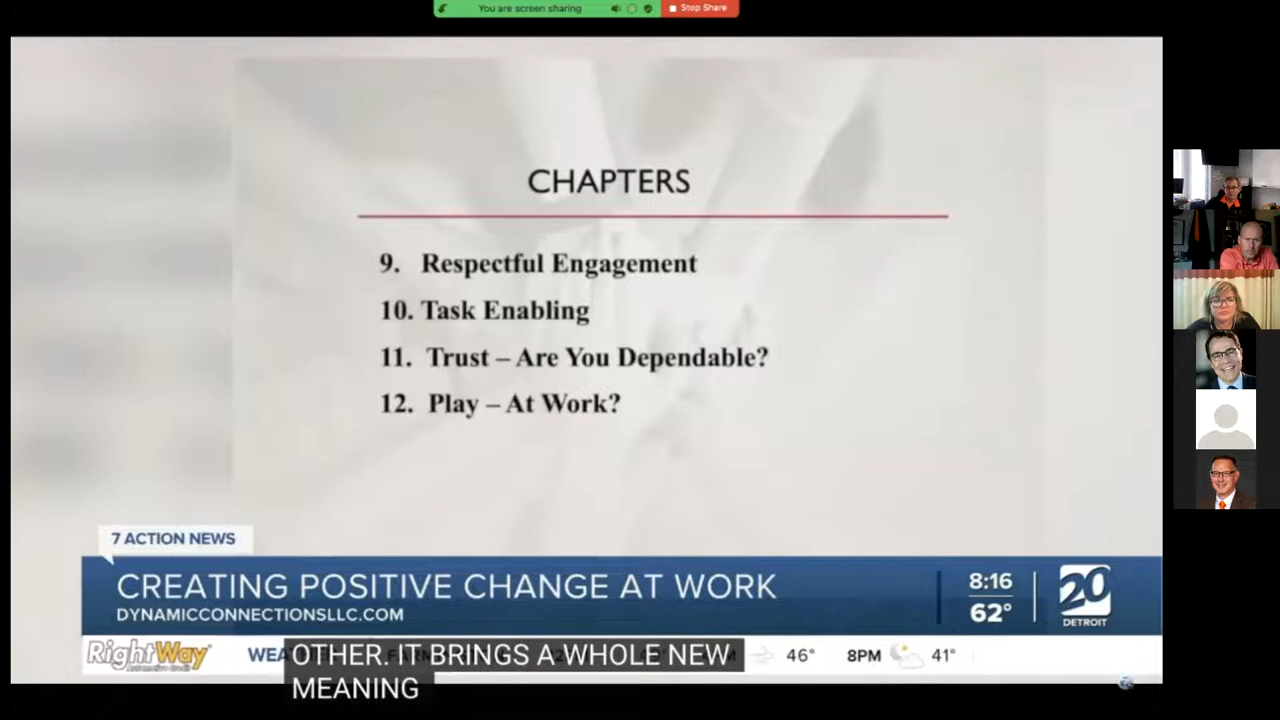 You are screen sharing
Stop Share
CHAPTERS
9. Respectful Engagement
10. Task Enabling
11. Trust – Are You Dependable?
12. Play – At Work?
7 ACTION NEWS
CREATING POSITIVE CHANGE AT WORK
DYNAMICCONNECTIONSLLC.COM
8:16
62°
20
DETROIT
RightWay
WEA
46° 8PM 41°
OTHER. IT BRINGS A WHOLE NEW
MEANING